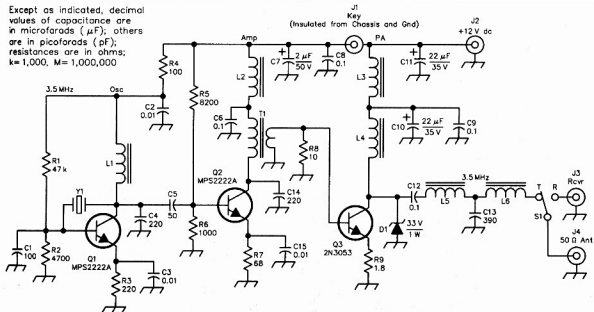 Except as indicated, decimal
values of capacitance are
in microfarads ( μF); others
are in picofarads ( pF);
resistances are in ohms;
k=1,000, M= 1,000,000
J1
Key
(Insulated from Chassis and Gnd)
J2
+12 V dc
Amp
PA
R4
100
Osc
3.5 MHz
C2
0.01
R5
8200
L2
C7
+
2 μF
50 V
C8
0.1
L3
C11
+
22 μF
35 V
C6
0.1
T1
R8
10
C10
+
22 μF
35 V
C9
0.1
L4
R1
47 k
L1
Y1
C5
50
Q2
MPS2222A
C14
220
C4
220
R6
1000
C12
0.1
3.5 MHz
L5
L6
T
R
J3
Rcvr
C13
390
S1
J4
50 Ω Ant
D1
33 V
1 W
C1
100
R2
4700
Q1
MPS2222A
R3
220
C3
0.01
R7
68
C15
0.01
Q3
2N3053
R9
1.8